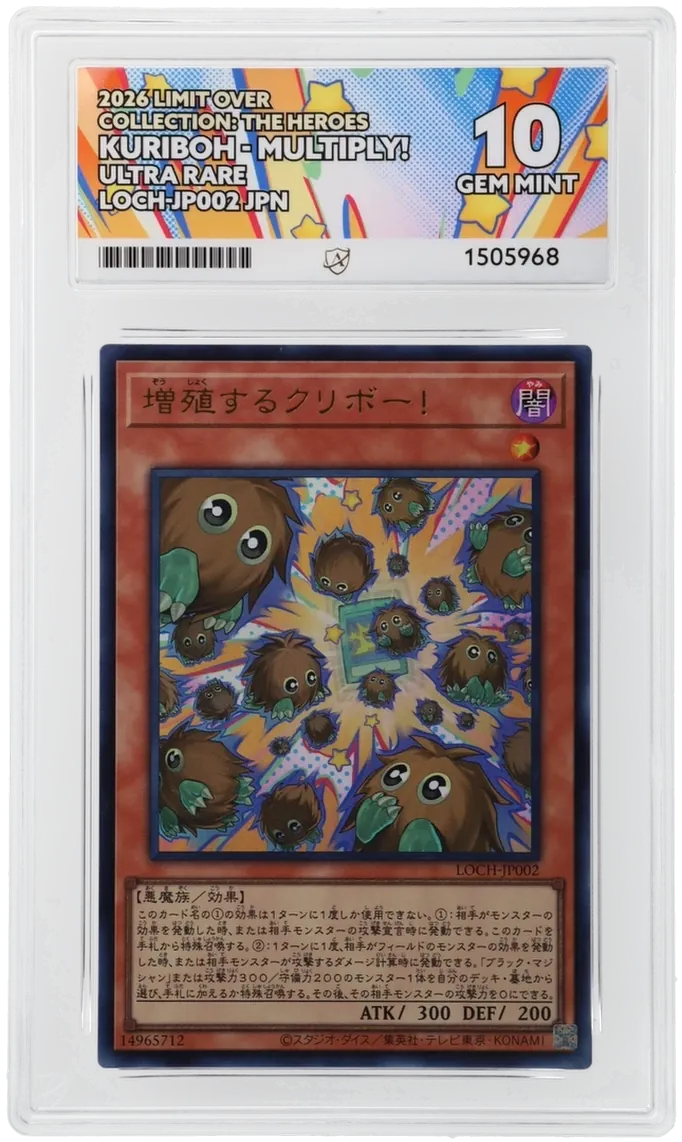 2026 LIMIT OVER
COLLECTION: THE HEROES
KURIBOH - MULTIPLY!
ULTRA RARE
LOCH-JP002 JPN
10
GEM MINT
1505968
増殖するクリボー!
闇
LOCH-JP002
【悪魔族/効果】
このカード名の①の効果は1ターンに1度しか使用できない。①:相手がモンスターの
効果を発動した時、または相手モンスターの攻撃宣言時に発動できる。このカードを
手札から特殊召喚する。②:1ターンに1度、相手がフィールドのモンスターの効果を発動
した時、または相手モンスターが攻撃するダメージ計算時に発動できる。「ブラック・マジ
シャン」または攻撃力300/守備力200のモンスター1体を自分のデッキ・墓地から
選び、手札に加えるか特殊召喚する。その後、その相手モンスターの攻撃力を0にできる。
ATK/ 300 DEF/ 200
14965712
©スタジオ・ダイス/集英社・テレビ東京・KONAMI